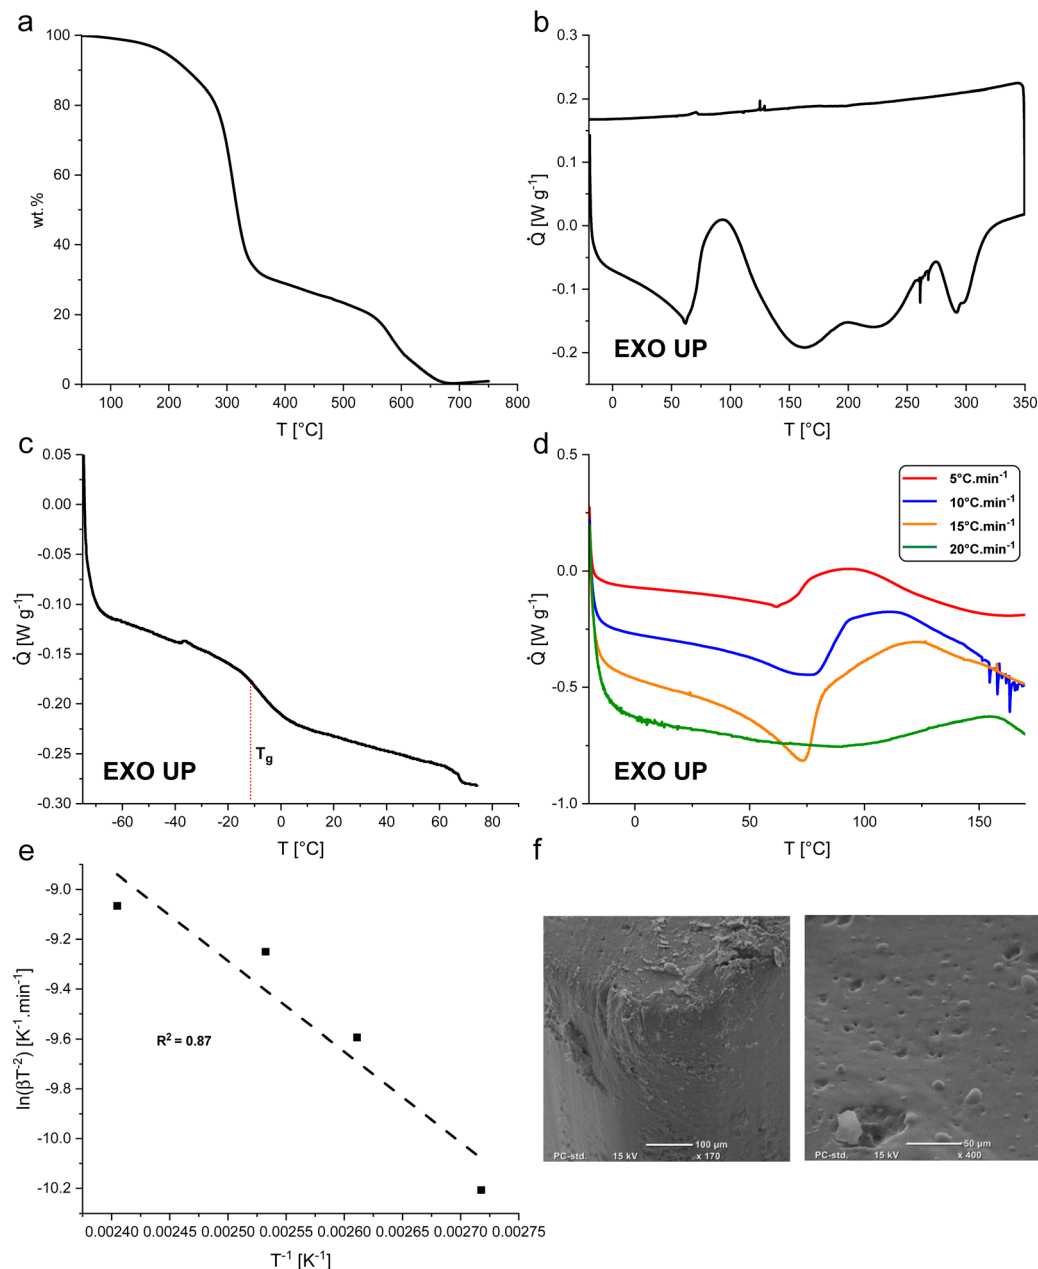 a
100
80
60
40
20
0
wt.%
100 200 300 400 500 600 700 800
T [°C]
b
0.3
0.2
0.1
0.0
-0.1
-0.2
Q̇ [W g⁻¹]
EXO UP
0 50 100 150 200 250 300 350
T [°C]
c
0.05
0.00
-0.05
-0.10
-0.15
-0.20
-0.25
-0.30
Q̇ [W g⁻¹]
Tg
EXO UP
-60 -40 -20 0 20 40 60 80
T [°C]
d
0.5
0.0
-0.5
-1.0
Q̇ [W g⁻¹]
5°C.min⁻¹
10°C.min⁻¹
15°C.min⁻¹
20°C.min⁻¹
EXO UP
0 50 100 150
T [°C]
e
-9.0
-9.2
-9.4
-9.6
-9.8
-10.0
-10.2
ln(βT⁻²) [K⁻¹.min⁻¹]
R² = 0.87
0.00240 0.00245 0.00250 0.00255 0.00260 0.00265 0.00270 0.00275
T⁻¹ [K⁻¹]
f
100 µm
PC-std. 15 kV x 170
50 µm
PC-std. 15 kV x 400